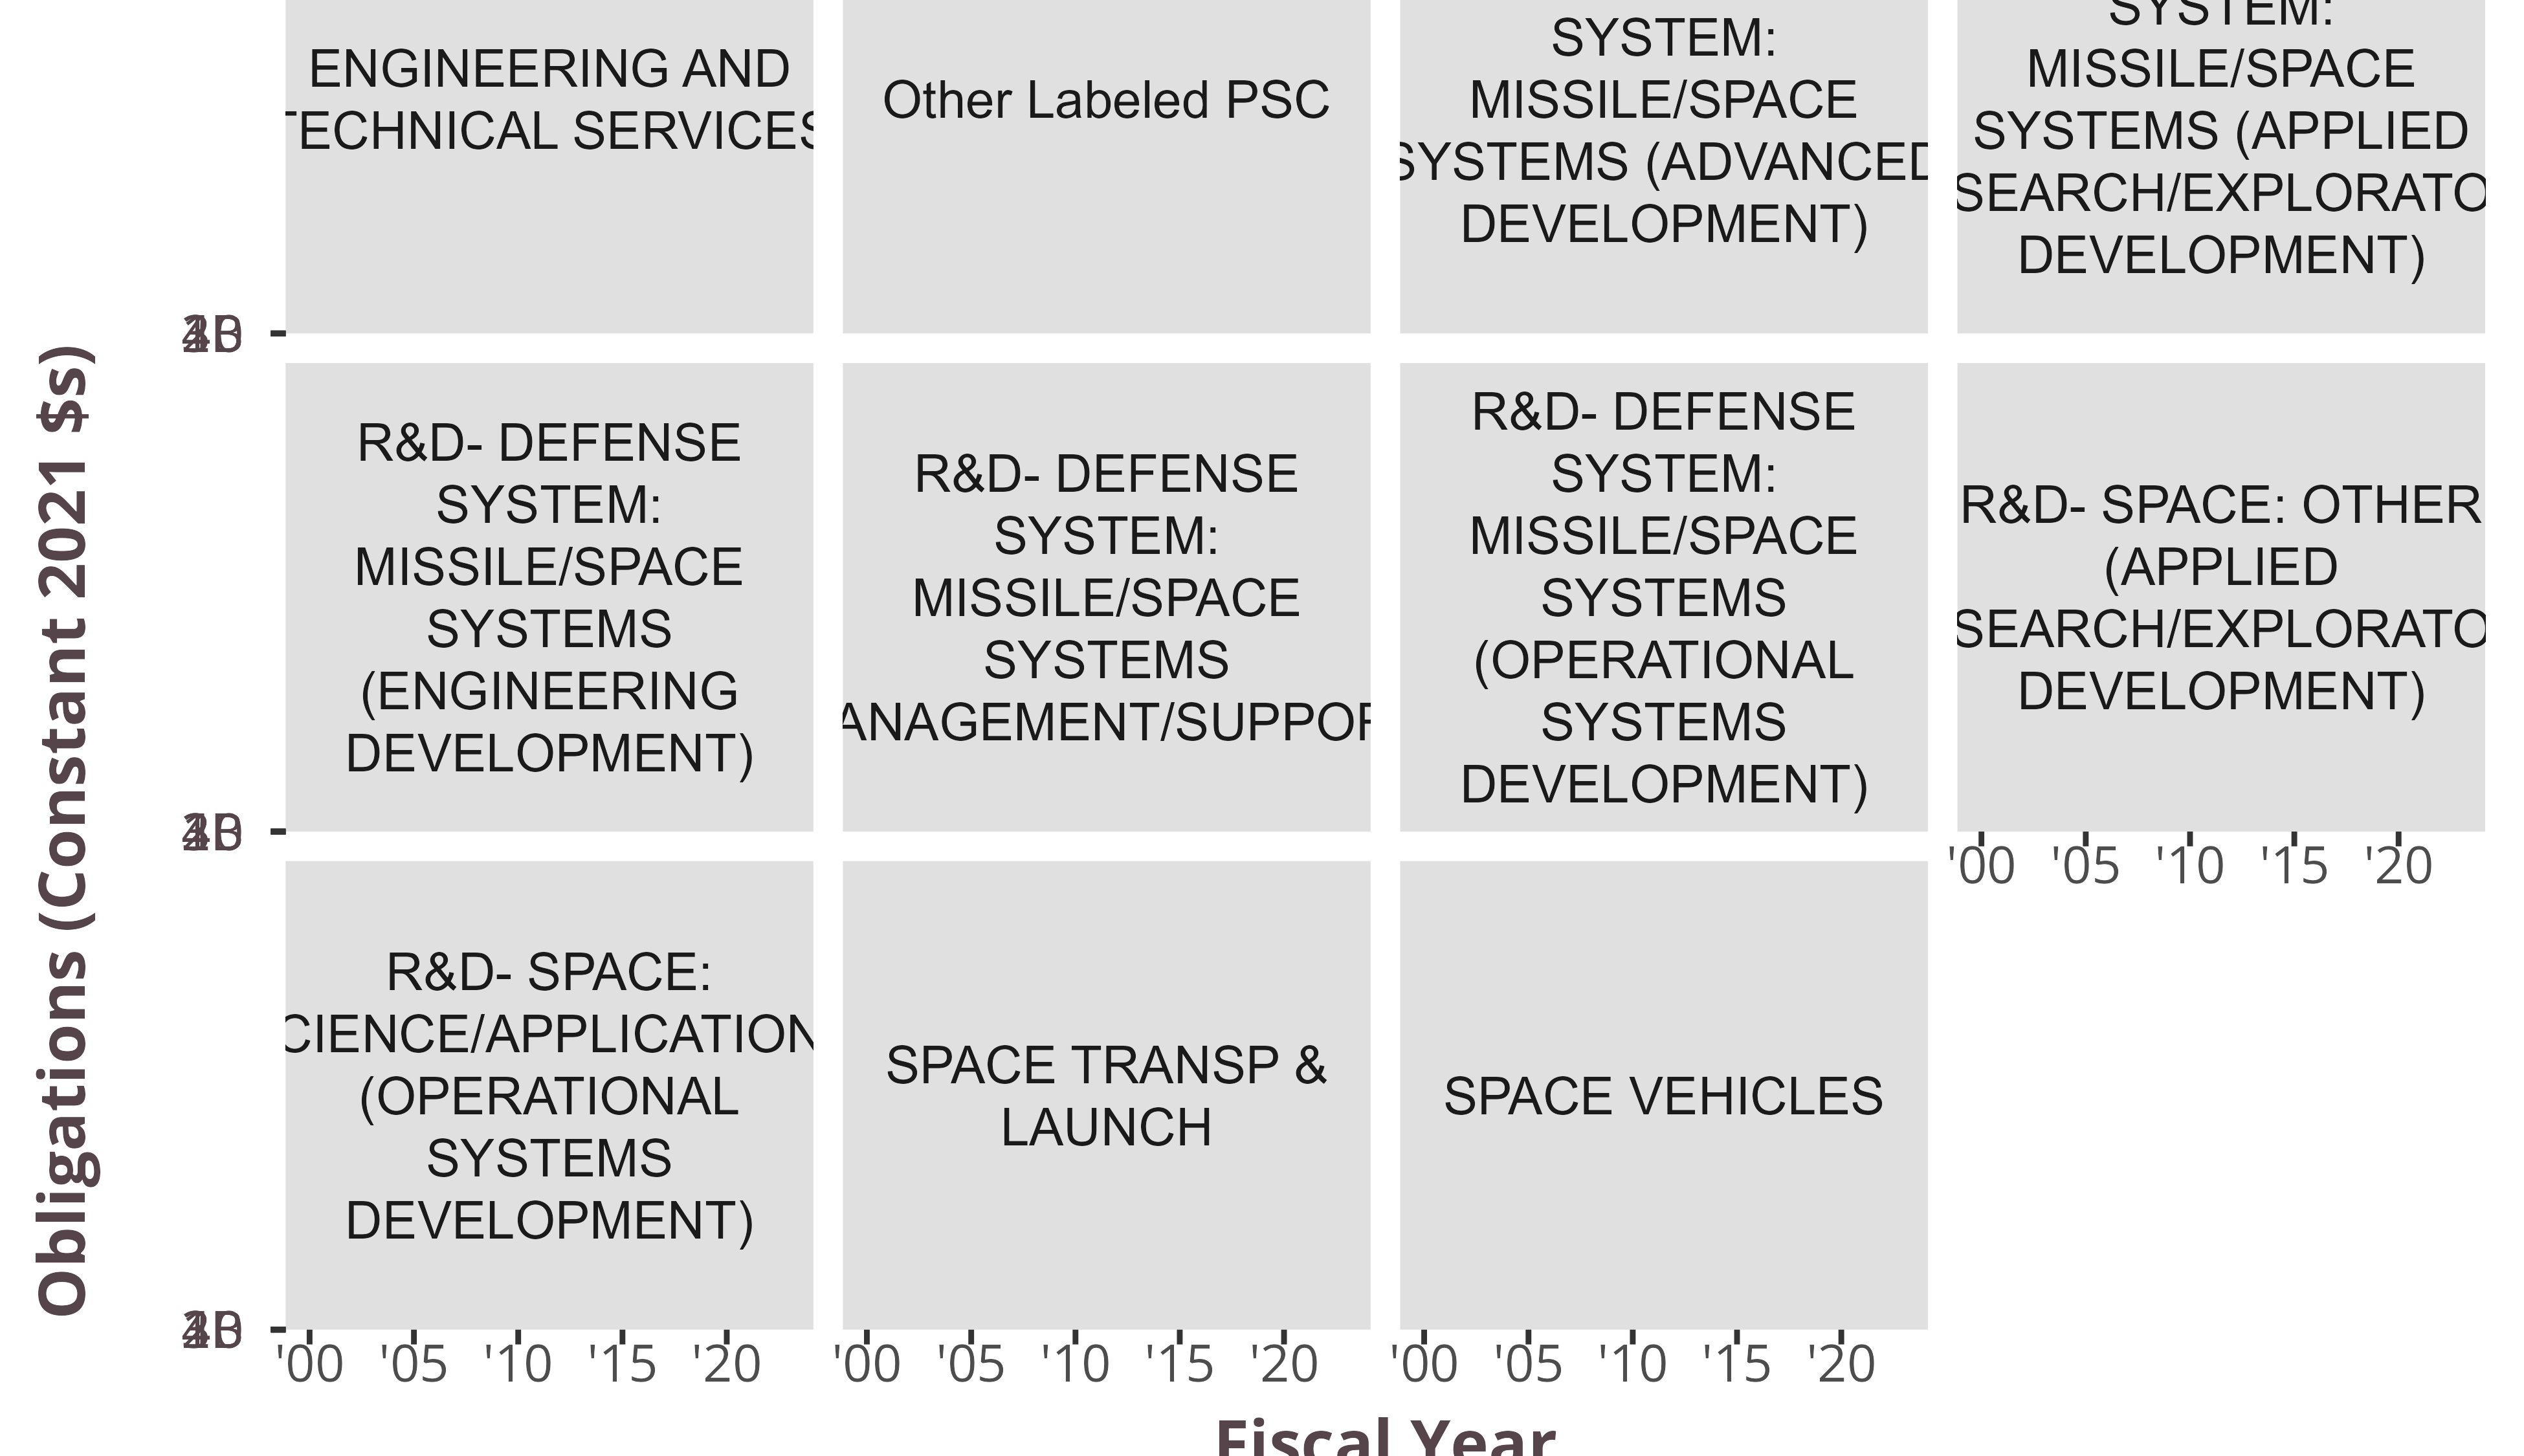 ENGINEERING AND
TECHNICAL SERVICES
Other Labeled PSC
SYSTEM:
MISSILE/SPACE
SYSTEMS (ADVANCED
DEVELOPMENT)
SYSTEM:
MISSILE/SPACE
SYSTEMS (APPLIED
SEARCH/EXPLORATO
DEVELOPMENT)
Obligations (Constant 2021 $s)
R&D- DEFENSE
SYSTEM:
MISSILE/SPACE
SYSTEMS
(ENGINEERING
DEVELOPMENT)
R&D- DEFENSE
SYSTEM:
MISSILE/SPACE
SYSTEMS
ANAGEMENT/SUPPOR
R&D- DEFENSE
SYSTEM:
MISSILE/SPACE
SYSTEMS
(OPERATIONAL
SYSTEMS
DEVELOPMENT)
R&D- SPACE: OTHER
(APPLIED
SEARCH/EXPLORATO
DEVELOPMENT)
'00 '05 '10 '15 '20
R&D- SPACE:
CIENCE/APPLICATION
(OPERATIONAL
SYSTEMS
DEVELOPMENT)
SPACE TRANSP &
LAUNCH
SPACE VEHICLES
'00 '05 '10 '15 '20
'00 '05 '10 '15 '20
'00 '05 '10 '15 '20
Fiscal Year